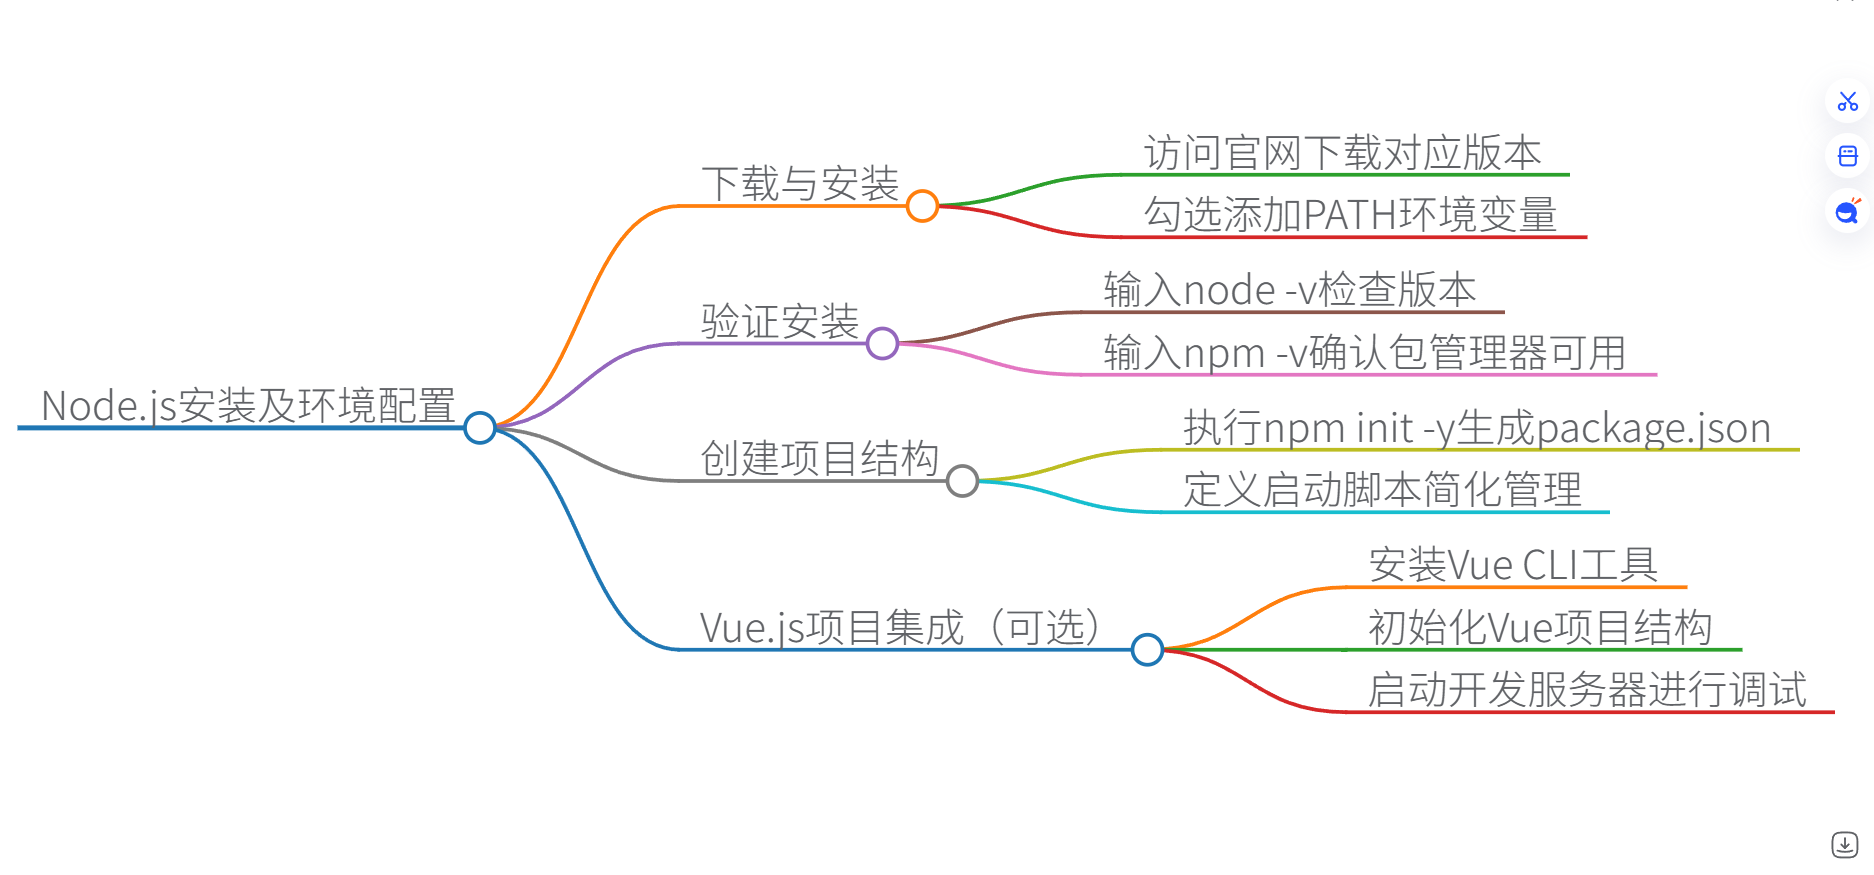 Node.js安装及环境配置
下载与安装
访问官网下载对应版本
勾选添加PATH环境变量
验证安装
输入node -v检查版本
输入npm -v确认包管理器可用
创建项目结构
执行npm init -y生成package.json
定义启动脚本简化管理
Vue.js项目集成（可选）
安装Vue CLI工具
初始化Vue项目结构
启动开发服务器进行调试